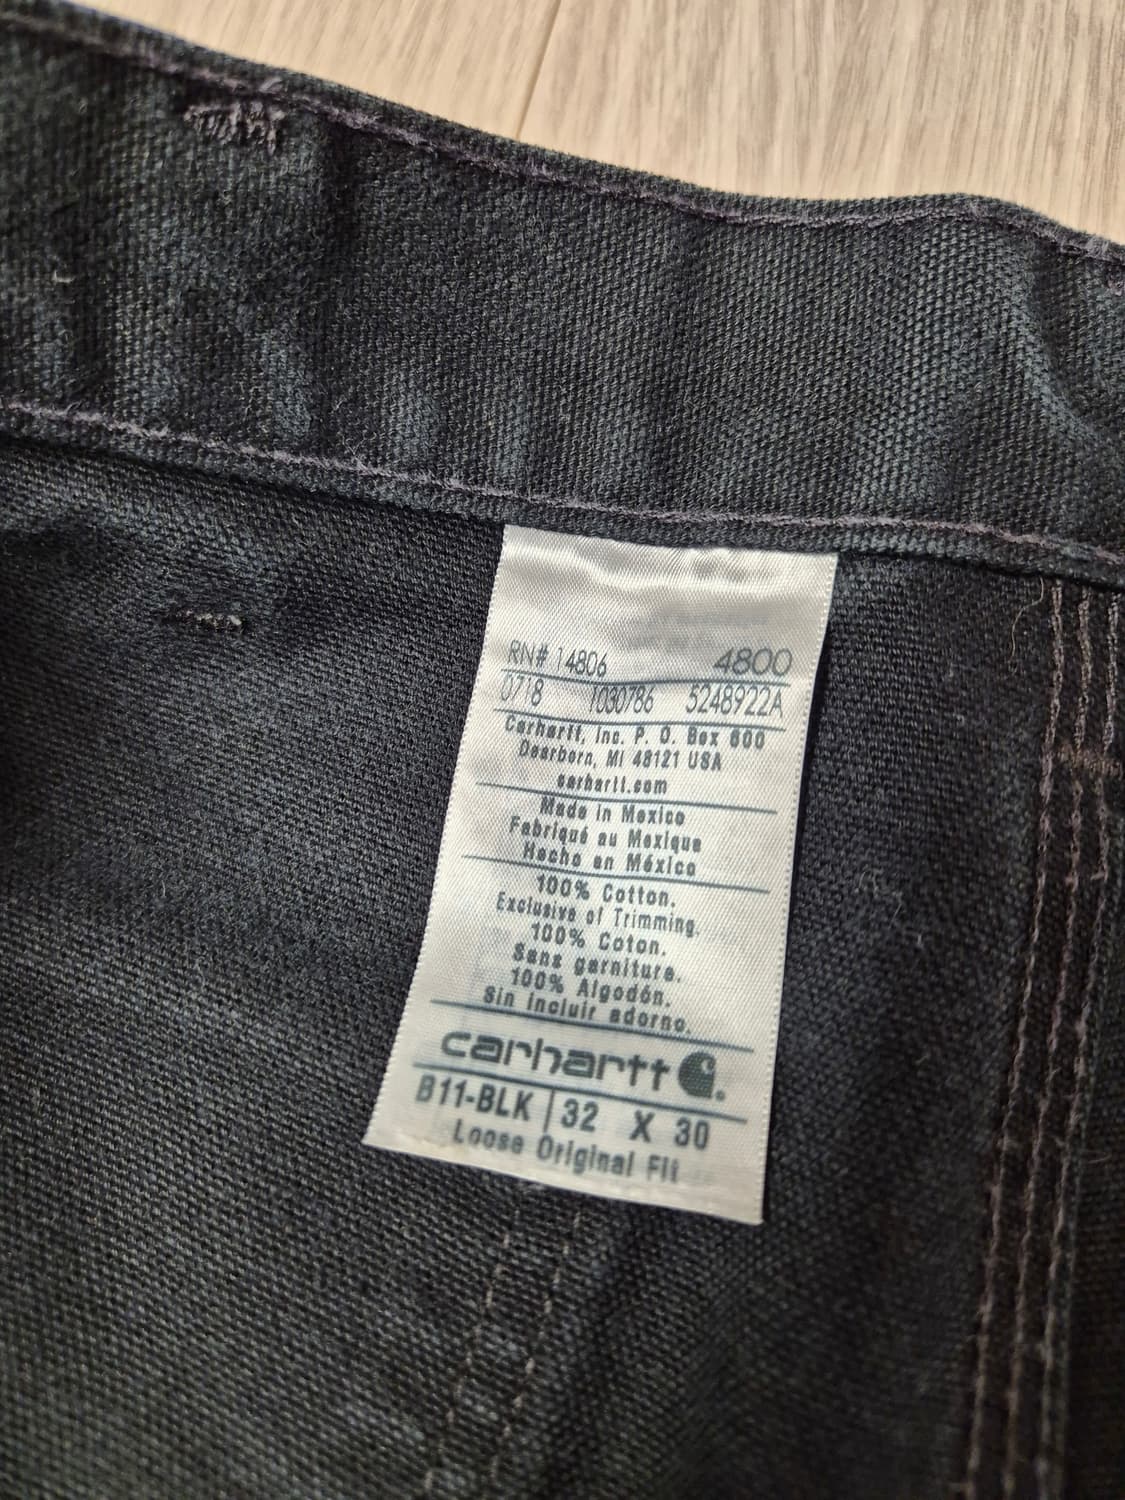 RN# 14806 4800
0718 1030786 5248922A
Carhartt, Inc. P. O. Box 600
Dearborn, MI 48121 USA
carhartt.com
Made in Mexico
Fabriqué au Mexique
Hecho en México
100% Cotton.
Exclusive of Trimming.
100% Coton.
Sans garniture.
100% Algodón.
Sin incluir adorno.
carhartt
B11-BLK | 32 X 30
Loose Original Fit